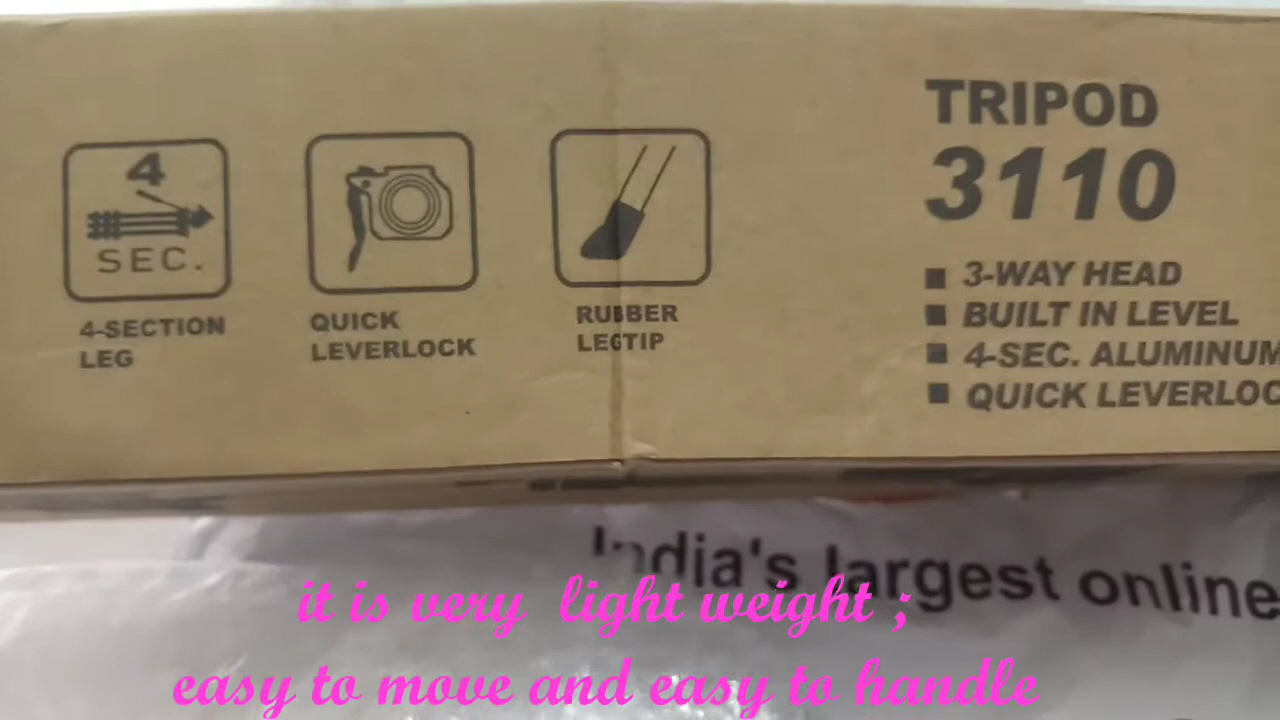 4
SEC.
4-SECTION
LEG
QUICK
LEVERLOCK
RUBBER
LEGTIP
TRIPOD
3110
3-WAY HEAD
BUILT IN LEVEL
4-SEC. ALUMINUM
QUICK LEVERLOC
India's largest online
it is very light weight ;
easy to move and easy to handle